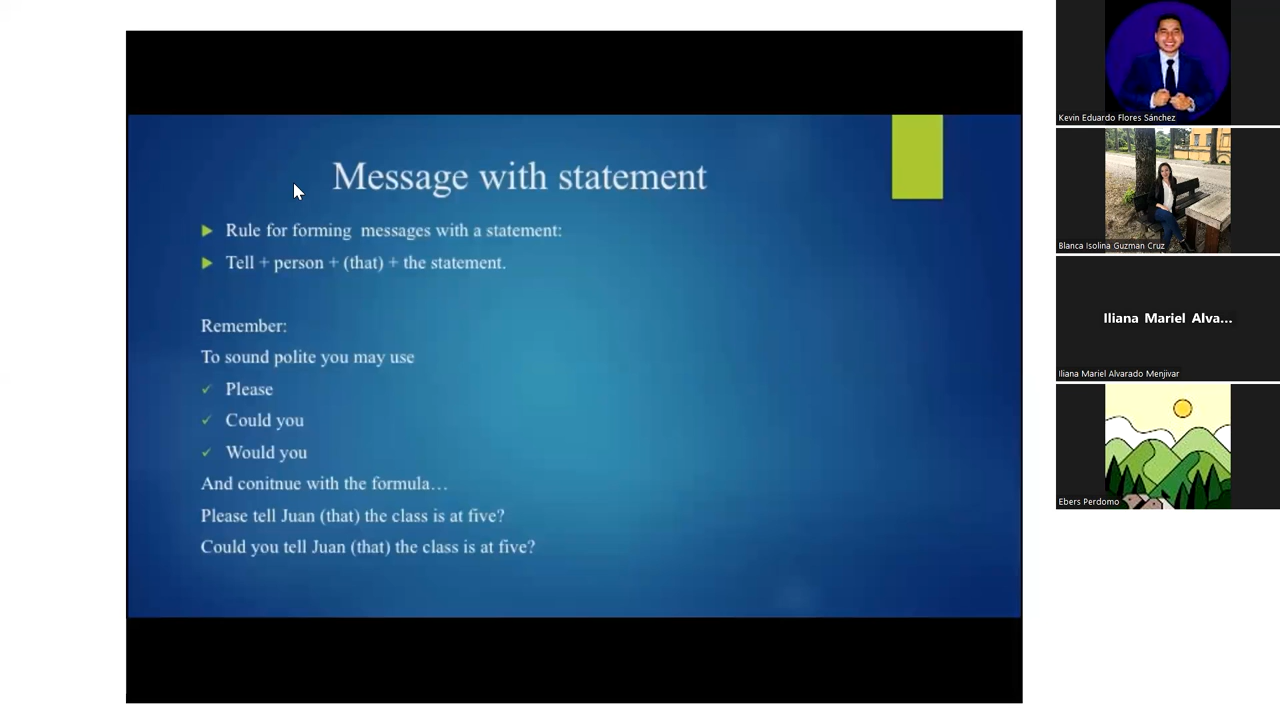 Message with statement
Rule for forming messages with a statement:
Tell + person + (that) + the statement.
Remember:
To sound polite you may use
Please
Could you
Would you
And conitnue with the formula…
Please tell Juan (that) the class is at five?
Could you tell Juan (that) the class is at five?
Kevin Eduardo Flores Sánchez
Blanca Isolina Guzman Cruz
Iliana Mariel Alva...
Iliana Mariel Alvarado Menjivar
Ebers Perdomo